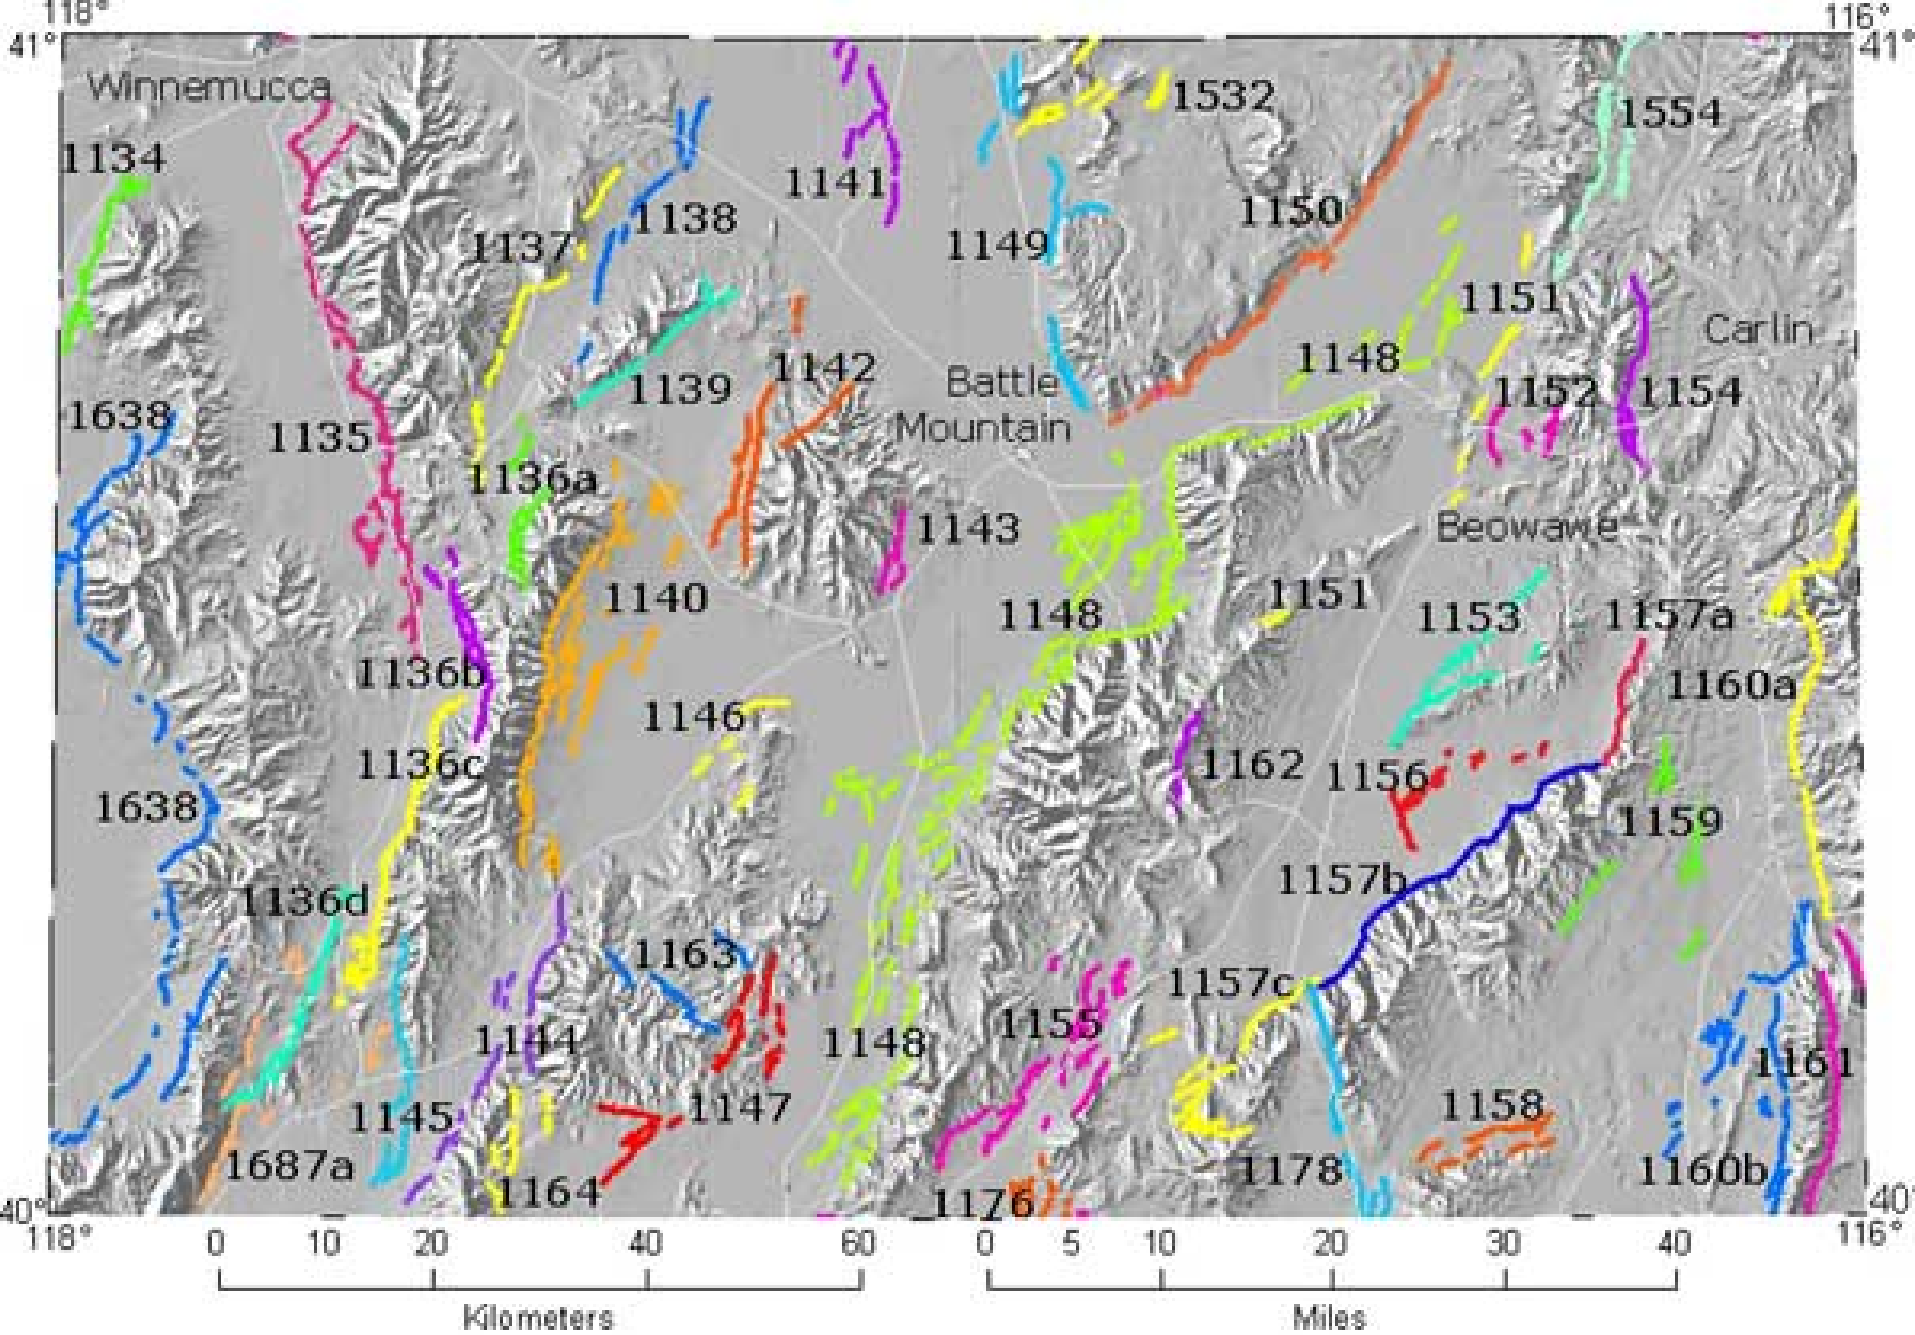 118° 116°
41° 41°
Winnemucca 1532
1554
1134
1141
1138 1150
1137 1149
1151
Carlin
1148
1142
Battle
1139 1152 1154
1638
Mountain
1135
1136a
1143 Beowawe
1140 1151
1148 1153 1157a
1136b
1160a
1146
1136c 1162 1156
1638
1159
1157b
1136d
1163
1157c
1155
1144 1148
1161
1145 1147 1158
1687a
1164 1178 1160b
1176
40° 40°
118° 116°
0 10 20 40 60 0 5 10 20 30 40
Kilometers Miles